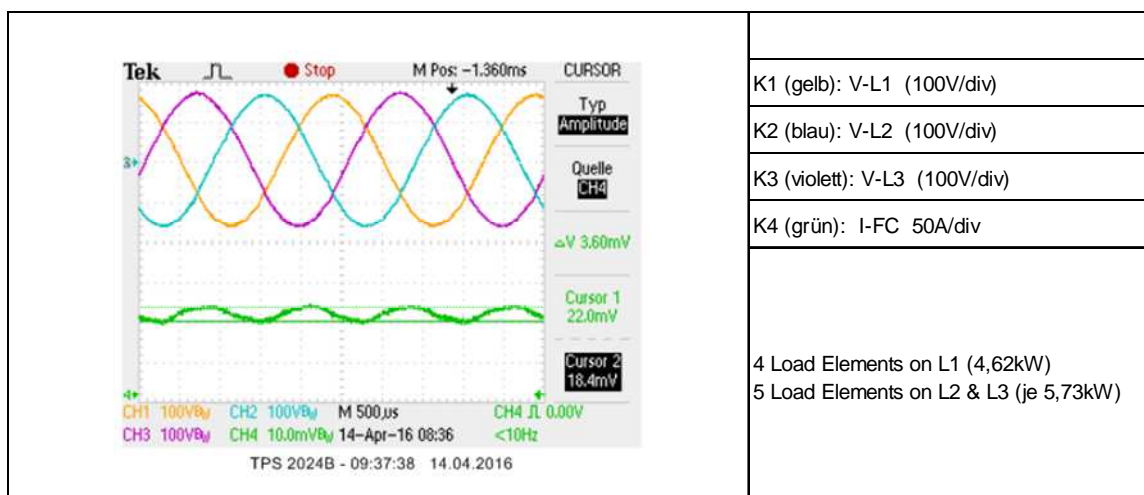 Tek Stop M Pos: -1.360ms CURSOR
Typ
Amplitude
Quelle
CH4
△V 3.60mV
Cursor 1
22.0mV
Cursor 2
18.4mV
3
4
CH1 100VBW CH2 100VBW M 500µs CH4 0.00V
CH3 100VBW CH4 10.0mVBW 14-Apr-16 08:36 <10Hz
TPS 2024B - 09:37:38 14.04.2016
K1 (gelb): V-L1 (100V/div)
K2 (blau): V-L2 (100V/div)
K3 (violett): V-L3 (100V/div)
K4 (grün): I-FC 50A/div
4 Load Elements on L1 (4,62kW)
5 Load Elements on L2 & L3 (je 5,73kW)